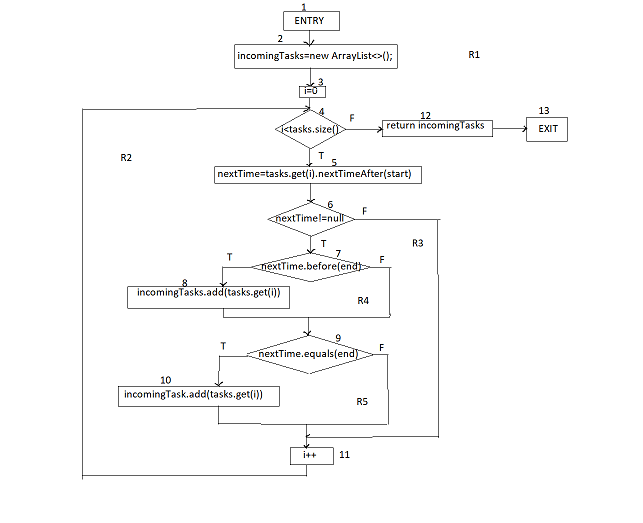 1
ENTRY
2
incomingTasks=new ArrayList<>();
R1
3
i=0
4
i<tasks.size()
F
12
return incomingTasks
13
EXIT
R2
T
5
nextTime=tasks.get(i).nextTimeAfter(start)
6
nextTime!=null
F
R3
T
7
T
nextTime.before(end)
F
8
incomingTasks.add(tasks.get(i))
R4
9
T
nextTime.equals(end)
F
10
incomingTask.add(tasks.get(i))
R5
i++
11